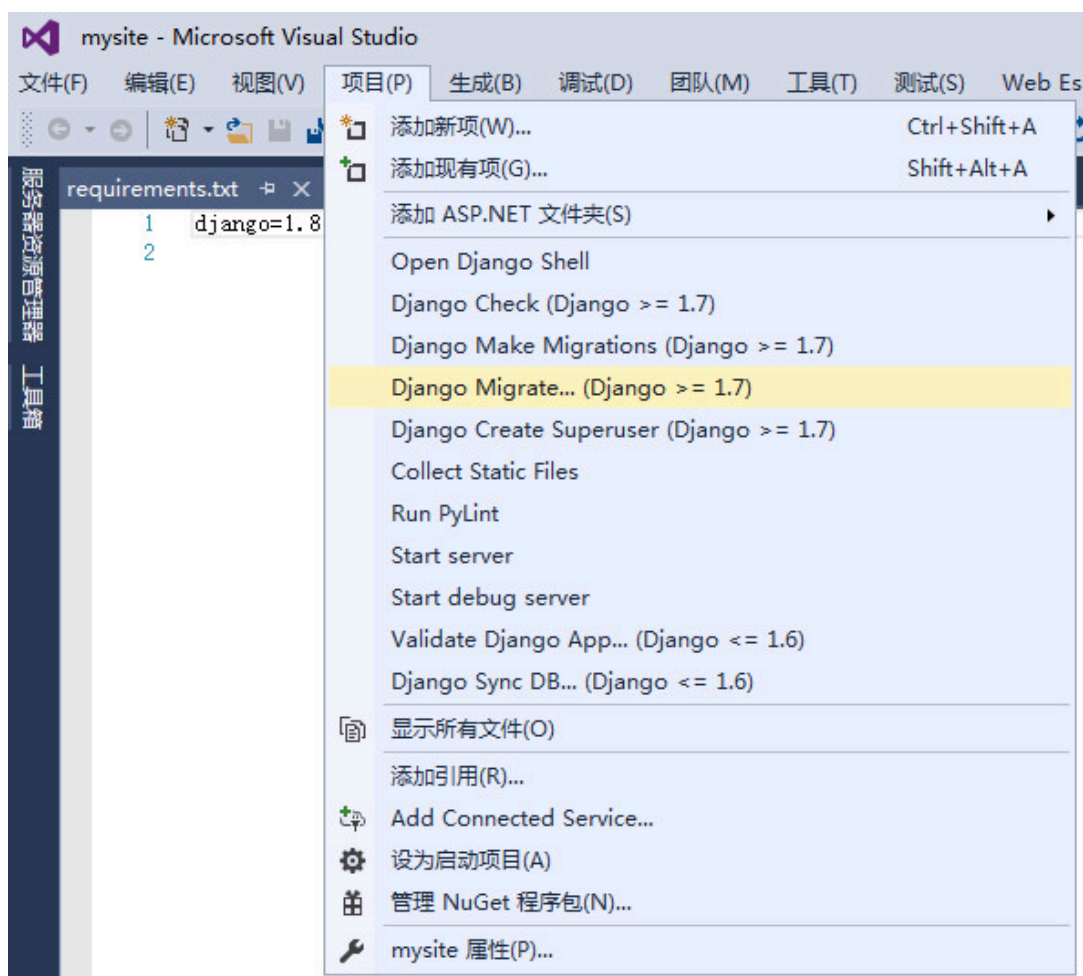 mysite - Microsoft Visual Studio
文件(F) 编辑(E) 视图(V) 项目(P) 生成(B) 调试(D) 团队(M) 工具(T) 测试(S) Web Es
添加新项(W)... Ctrl+Shift+A
添加现有项(G)... Shift+Alt+A
服务器资源管理器
工具箱
requirements.txt
1 django=1.8
2
添加 ASP.NET 文件夹(S)
Open Django Shell
Django Check (Django >= 1.7)
Django Make Migrations (Django >= 1.7)
Django Migrate... (Django >= 1.7)
Django Create Superuser (Django >= 1.7)
Collect Static Files
Run PyLint
Start server
Start debug server
Validate Django App... (Django <= 1.6)
Django Sync DB... (Django <= 1.6)
显示所有文件(O)
添加引用(R)...
Add Connected Service...
设为启动项目(A)
管理 NuGet 程序包(N)...
mysite 属性(P)...